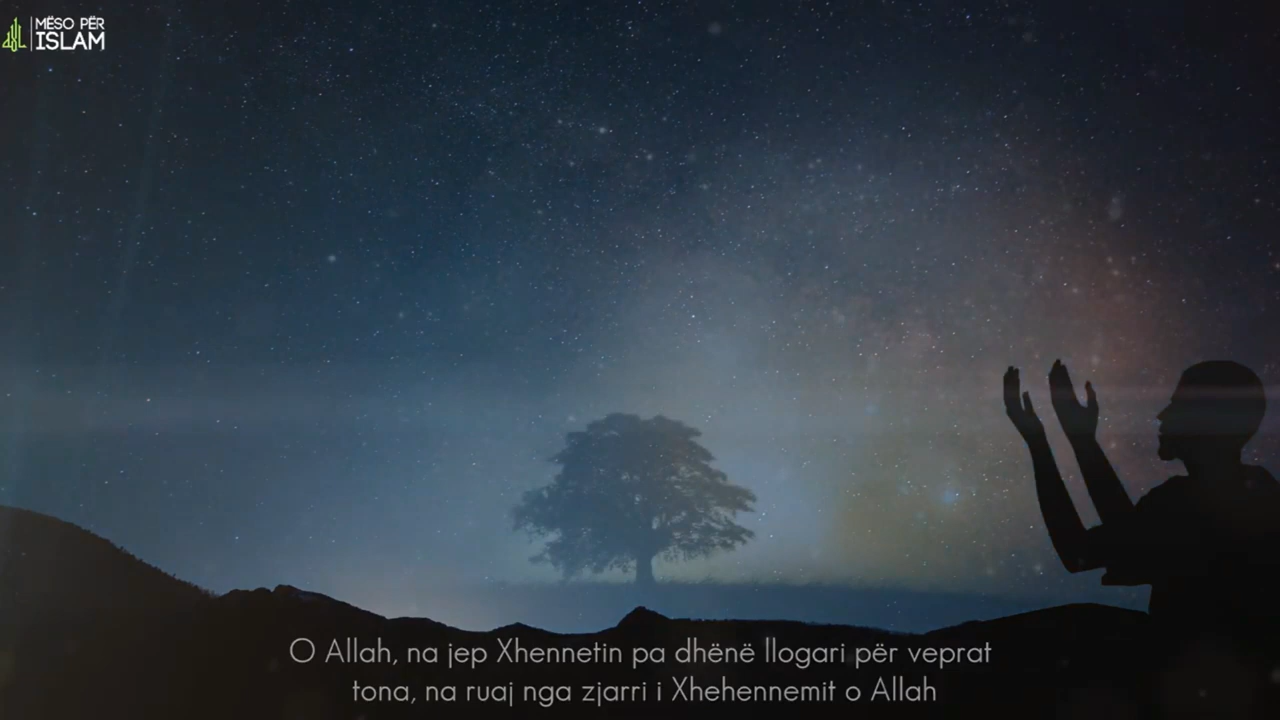 MËSO PËR
ISLAM
O Allah, na jep Xhennetin pa dhënë llogari për veprat
tona, na ruaj nga zjarri i Xhehennemit o Allah